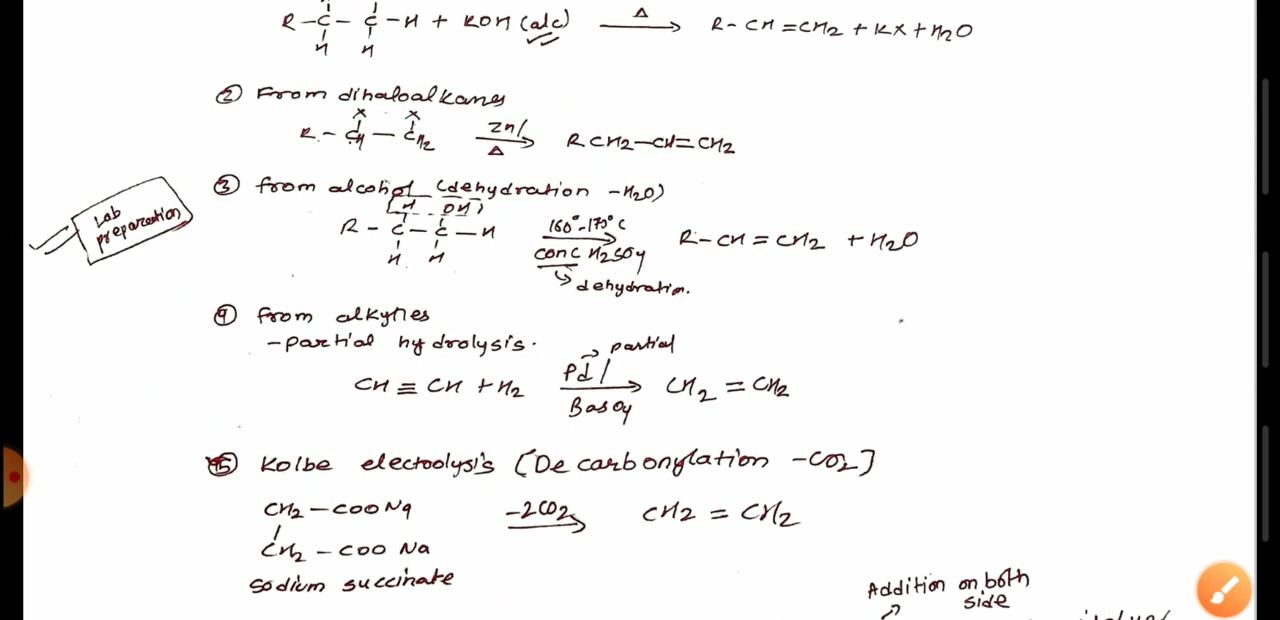 R-C-C-H + KOH (alc) Δ→ R-CH=CH2 + KX + H2O
H H
② From dihaloalkanes
X X
R-CH-CH2 Zn/ Δ→ RCH2-CH=CH2
③ from alcohol (dehydration -H2O)
Lab preparation
H OH
R-C-C-H 160°-170°C conc H2SO4→ R-CH=CH2 + H2O
H H
↳ dehydration.
④ from alkynes
-partial hydrolysis.
→ partial
CH≡CH + H2 Pd/ BaSO4→ CH2=CH2
⑤ Kolbe electrolysis (Decarbonylation -CO2]
CH2-COONa -2CO2→ CH2=CH2
CH2-COO Na
Sodium succinate
Addition on both
side